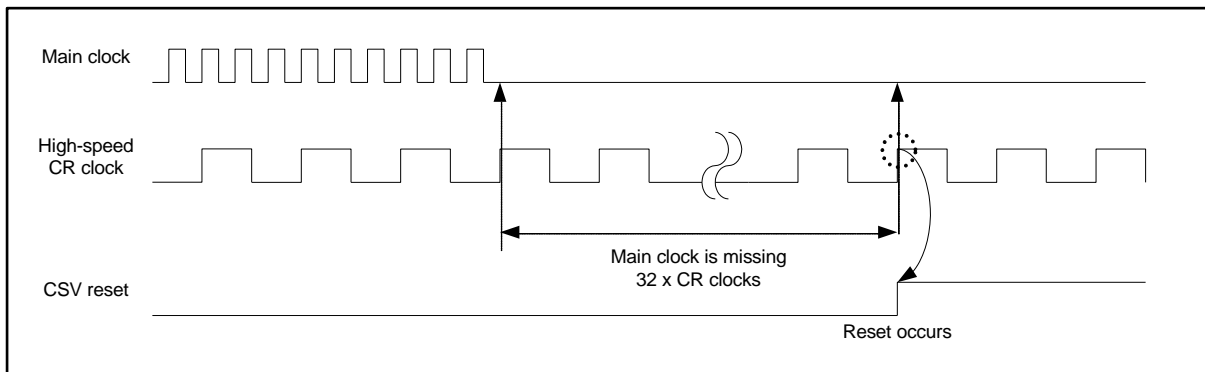 Main clock
High-speed
CR clock
Main clock is missing
32 x CR clocks
CSV reset
Reset occurs